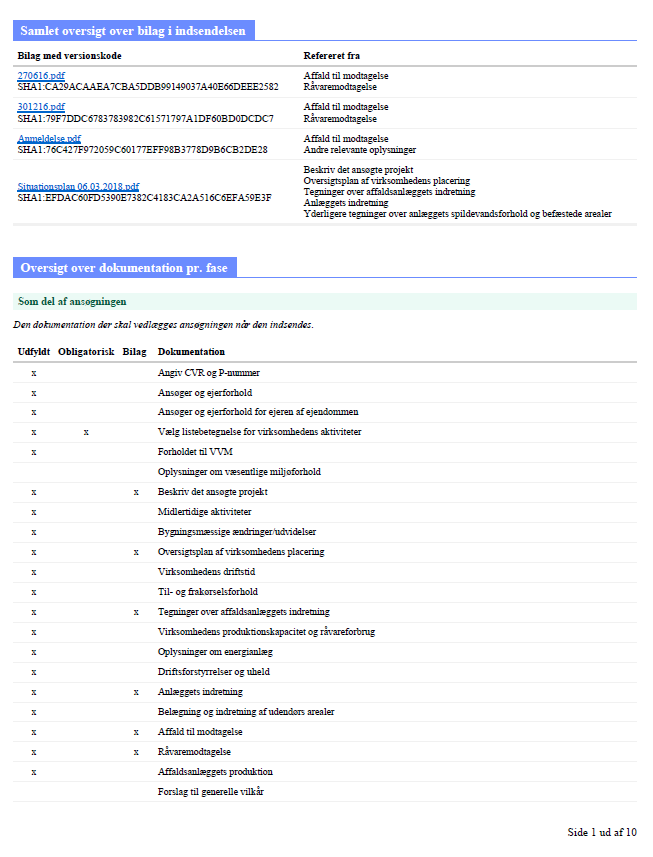 Samlet oversigt over bilag i indsendelsen
Bilag med versionskode Refereret fra
270616.pdf Affald til modtagelse
SHA1:CA29ACAAEA7CBA5DDB99149037A40E66DEEE2582 Råvaremodtagelse
301216.pdf Affald til modtagelse
SHA1:79F7DDC6783783982C61571797A1DF60BD0DCDC7 Råvaremodtagelse
Anmeldelse.pdf Affald til modtagelse
SHA1:76C427F972059C60177EFF98B3778D9B6CB2DE28 Andre relevante oplysninger
Beskriv det ansøgte projekt
Oversigtsplan af virksomhedens placering
Situationsplan 06.03.2018.pdf Tegninger over affaldsanlæggets indretning
SHA1:EFDAC60FD5390E7382C4183CA2A516C6EFA59E3F Anlæggets indretning
Yderligere tegninger over anlæggets spildevandsforhold og befæstede arealer
Oversigt over dokumentation pr. fase
Som del af ansøgningen
Den dokumentation der skal vedlægges ansøgningen når den indsendes.
Udfyldt Obligatorisk Bilag Dokumentation
x Angiv CVR og P-nummer
x Ansøger og ejerforhold
x Ansøger og ejerforhold for ejeren af ejendommen
x x Vælg listebetegnelse for virksomhedens aktiviteter
x Forholdet til VVM
Oplysninger om væsentlige miljøforhold
x x Beskriv det ansøgte projekt
x Midlertidige aktiviteter
x Bygningsmæssige ændringer/udvidelser
x x Oversigtsplan af virksomhedens placering
x Virksomhedens driftstid
x Til- og frakørselsforhold
x x Tegninger over affaldsanlæggets indretning
x Virksomhedens produktionskapacitet og råvareforbrug
x Oplysninger om energianlæg
x Driftsforstyrrelser og uheld
x x Anlæggets indretning
x Belægning og indretning af udendørs arealer
x x Affald til modtagelse
x x Råvaremodtagelse
x Affaldsanlæggets produktion
Forslag til generelle vilkår
Side 1 ud af 10